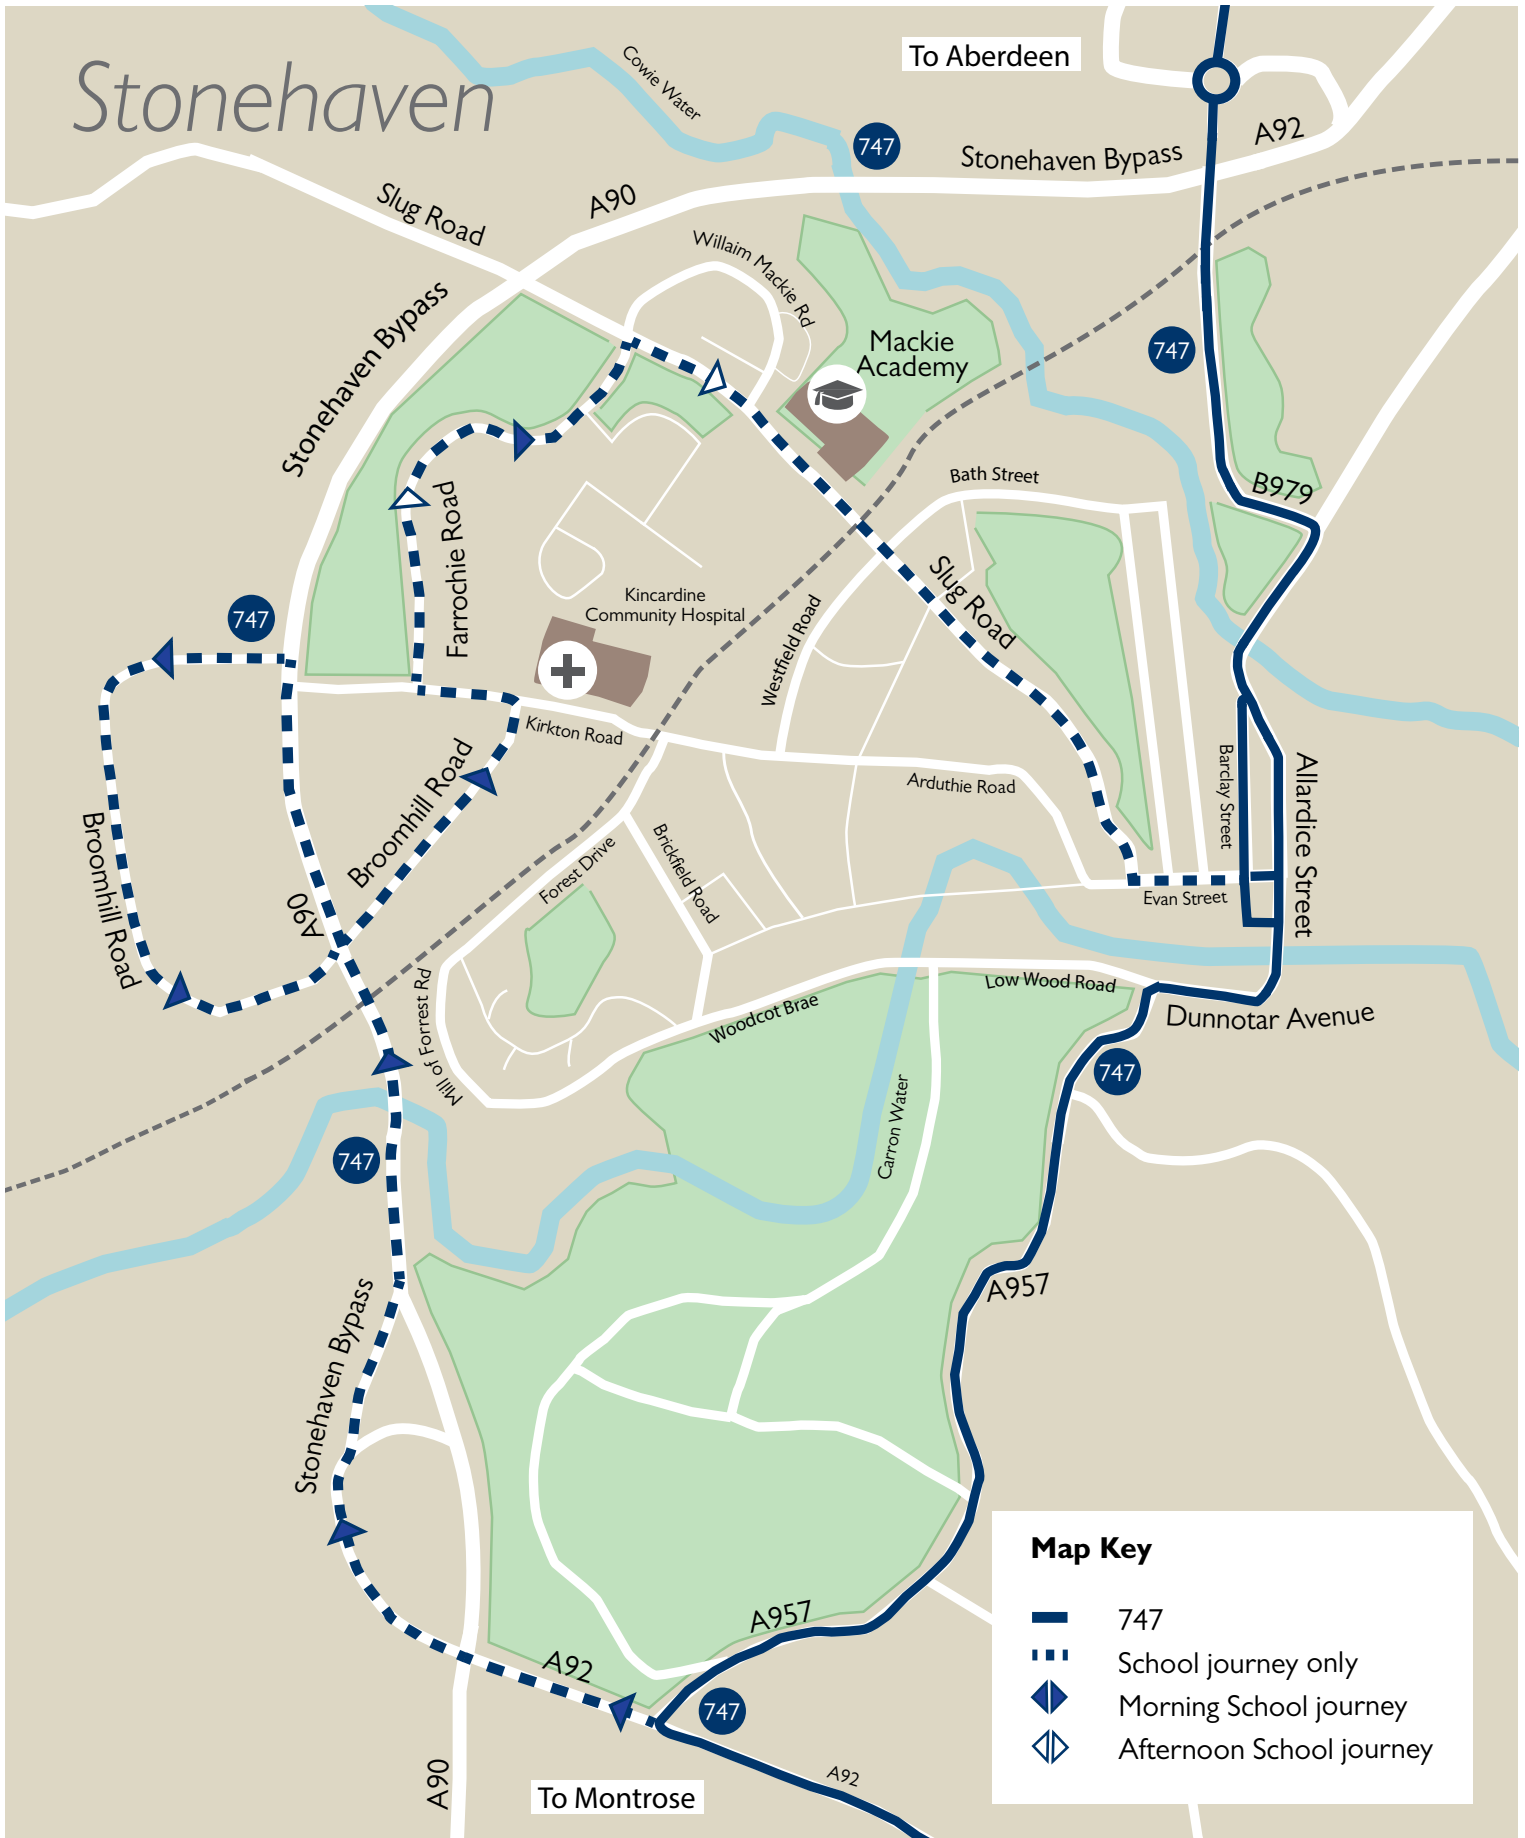 Stonehaven
Cowie Water
To Aberdeen
747
Stonehaven Bypass
A92
Slug Road
A90
Willaim Mackie Rd
Stonehaven Bypass
Mackie
Academy
747
B979
Bath Street
Farrochie Road
Slug Road
Kincardine
Community Hospital
747
Westfield Road
Kirkton Road
Broomhill Road
Arduthie Road
Barclay Street
Allardice Street
Broomhill Road
A90
Forest Drive
Brickfield Road
Evan Street
Mill of Forrest Rd
Woodcot Brae
Low Wood Road
Dunnotar Avenue
747
Carron Water
747
A957
Stonehaven Bypass
A957
A92
747
A92
A90
To Montrose
Map Key
747
School journey only
Morning School journey
Afternoon School journey